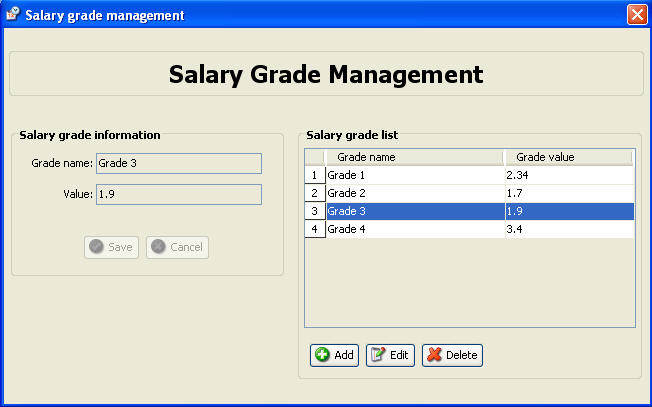 Salary grade management
Salary Grade Management
Salary grade information
Grade name: Grade 3
Value: 1.9
Save Cancel
Salary grade list
Grade name Grade value
1 Grade 1 2.34
2 Grade 2 1.7
3 Grade 3 1.9
4 Grade 4 3.4
Add Edit Delete